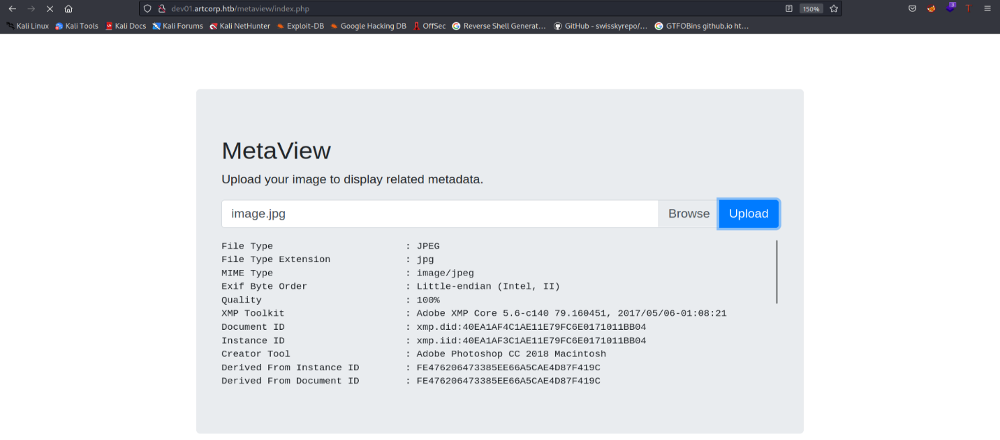 dev01.artcorp.htb/metaview/index.php 150% 3
Kali Linux Kali Tools Kali Docs Kali Forums Kali NetHunter Exploit-DB Google Hacking DB OffSec Reverse Shell Generat... GitHub - swisskyrepo/... GTFOBins github.io ht...
MetaView
Upload your image to display related metadata.
image.jpg Browse Upload
File Type : JPEG
File Type Extension : jpg
MIME Type : image/jpeg
Exif Byte Order : Little-endian (Intel, II)
Quality : 100%
XMP Toolkit : Adobe XMP Core 5.6-c140 79.160451, 2017/05/06-01:08:21
Document ID : xmp.did:40EA1AF4C1AE11E79FC6E0171011BB04
Instance ID : xmp.iid:40EA1AF3C1AE11E79FC6E0171011BB04
Creator Tool : Adobe Photoshop CC 2018 Macintosh
Derived From Instance ID : FE476206473385EE66A5CAE4D87F419C
Derived From Document ID : FE476206473385EE66A5CAE4D87F419C